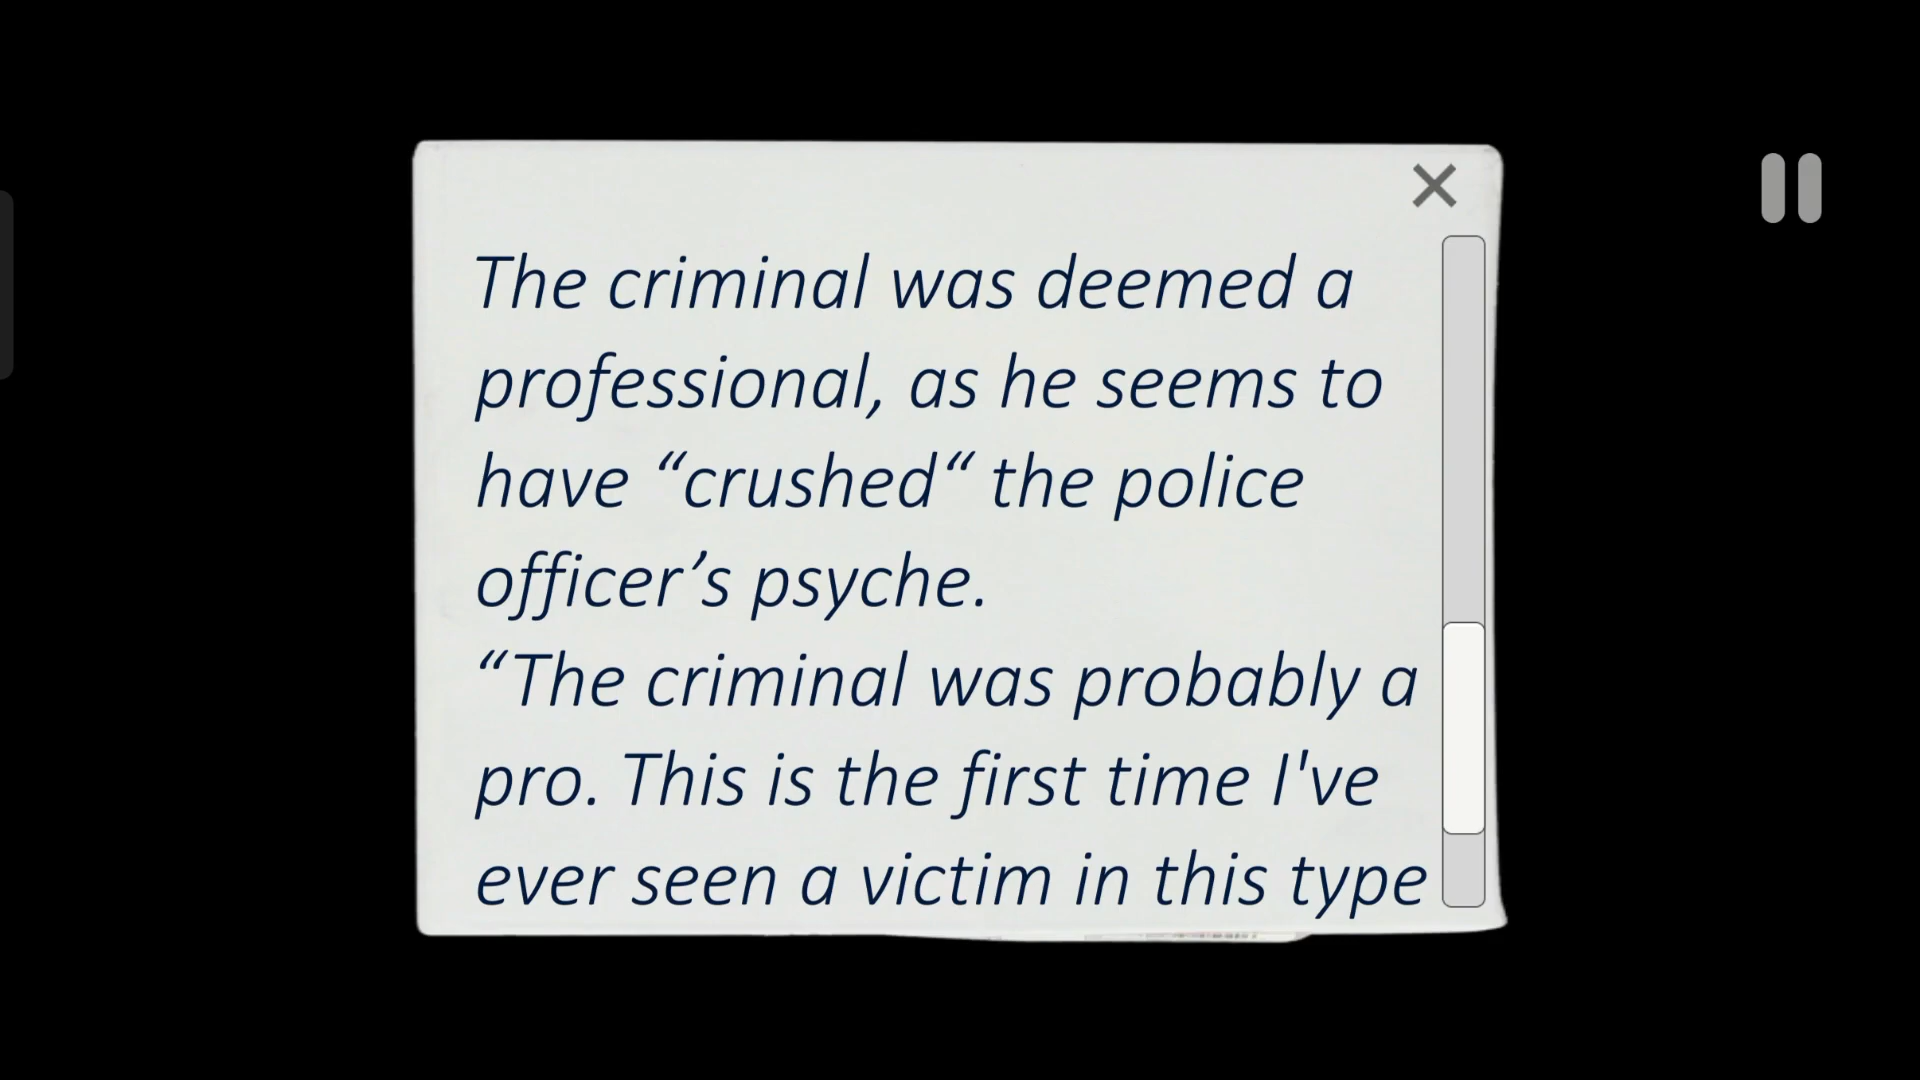 The criminal was deemed a
professional, as he seems to
have “crushed“ the police
officer’s psyche.
“The criminal was probably a
pro. This is the first time I've
ever seen a victim in this type